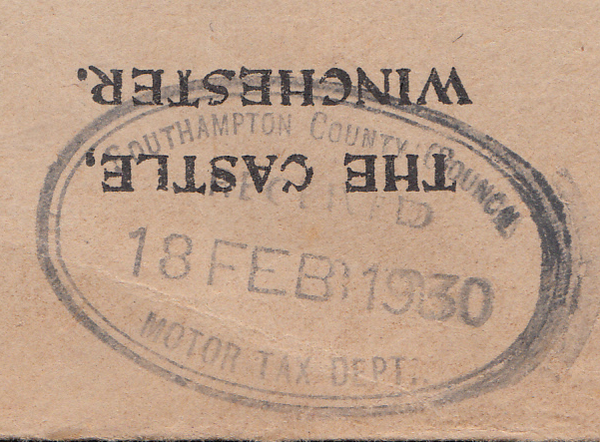 THE CASTLE,
WINCHESTER.
SOUTHAMPTON COUNTY COUNCIL
RECEIVED
18 FEB 1930
MOTOR TAX DEPT.